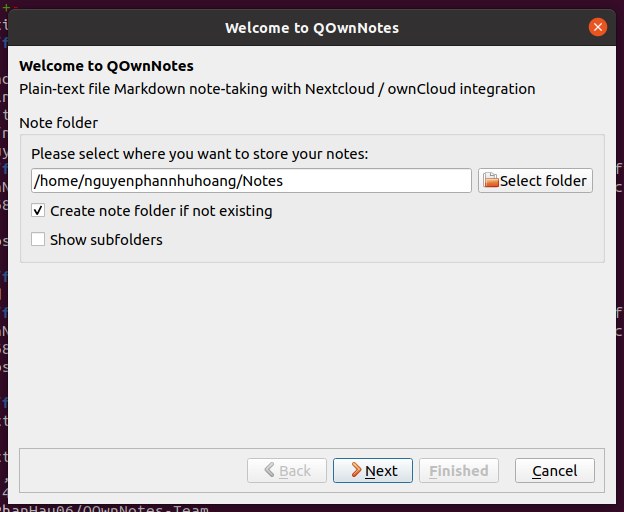 Welcome to QOwnNotes
Welcome to QOwnNotes
Plain-text file Markdown note-taking with Nextcloud / ownCloud integration
Note folder
Please select where you want to store your notes:
/home/nguyenphannhuhoang/Notes
Select folder
Create note folder if not existing
Show subfolders
Back
Next
Finished
Cancel